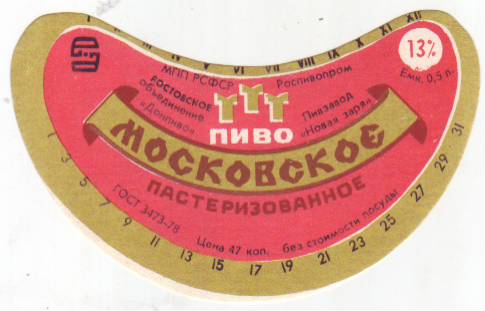 I II III IV V VI VII VIII IX X XI XII
МПП РСФСР Роспивопром
13%
Емк. 0,5 л.
Ростовское
объединение
«Донпиво»
Пивзавод
«Новая заря»
ПИВО
МОСКОВСКОЕ
ПАСТЕРИЗОВАННОЕ
ГОСТ 3473-78 Цена 47 коп. без стоимости посуды
1 3 5 7 9 11 13 15 17 19 21 23 25 27 29 31